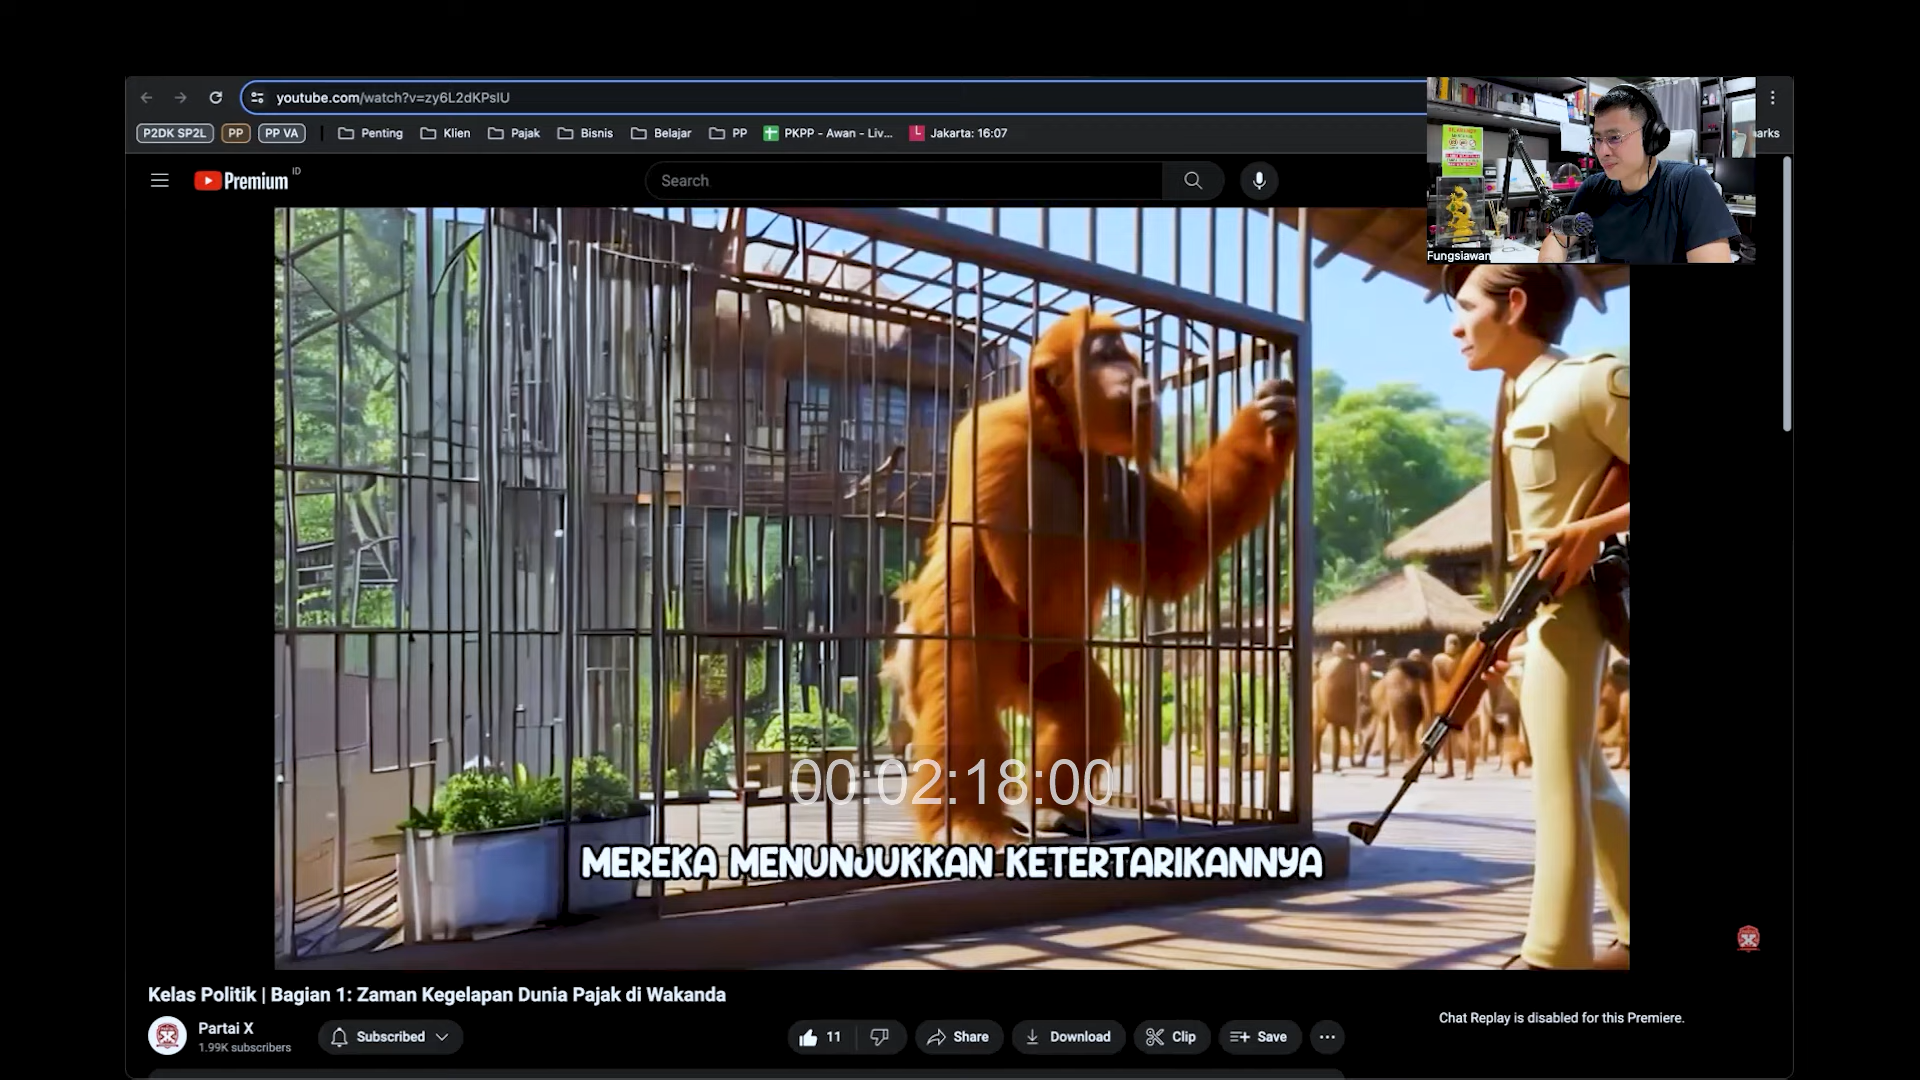 youtube.com/watch?v=zy6L2dKPslU
P2DK SP2L PP PP VA Penting Klien Pajak Bisnis Belajar PP PKPP - Awan - Liv... Jakarta: 16:07
arks
Premium ID
Search
Fungsiawan
00:02:18:00
MEREKA MENUNJUKKAN KETERTARIKANNYA
Kelas Politik | Bagian 1: Zaman Kegelapan Dunia Pajak di Wakanda
Partai X
1.99K subscribers
Subscribed
11
Share
Download
Clip
Save
Chat Replay is disabled for this Premiere.